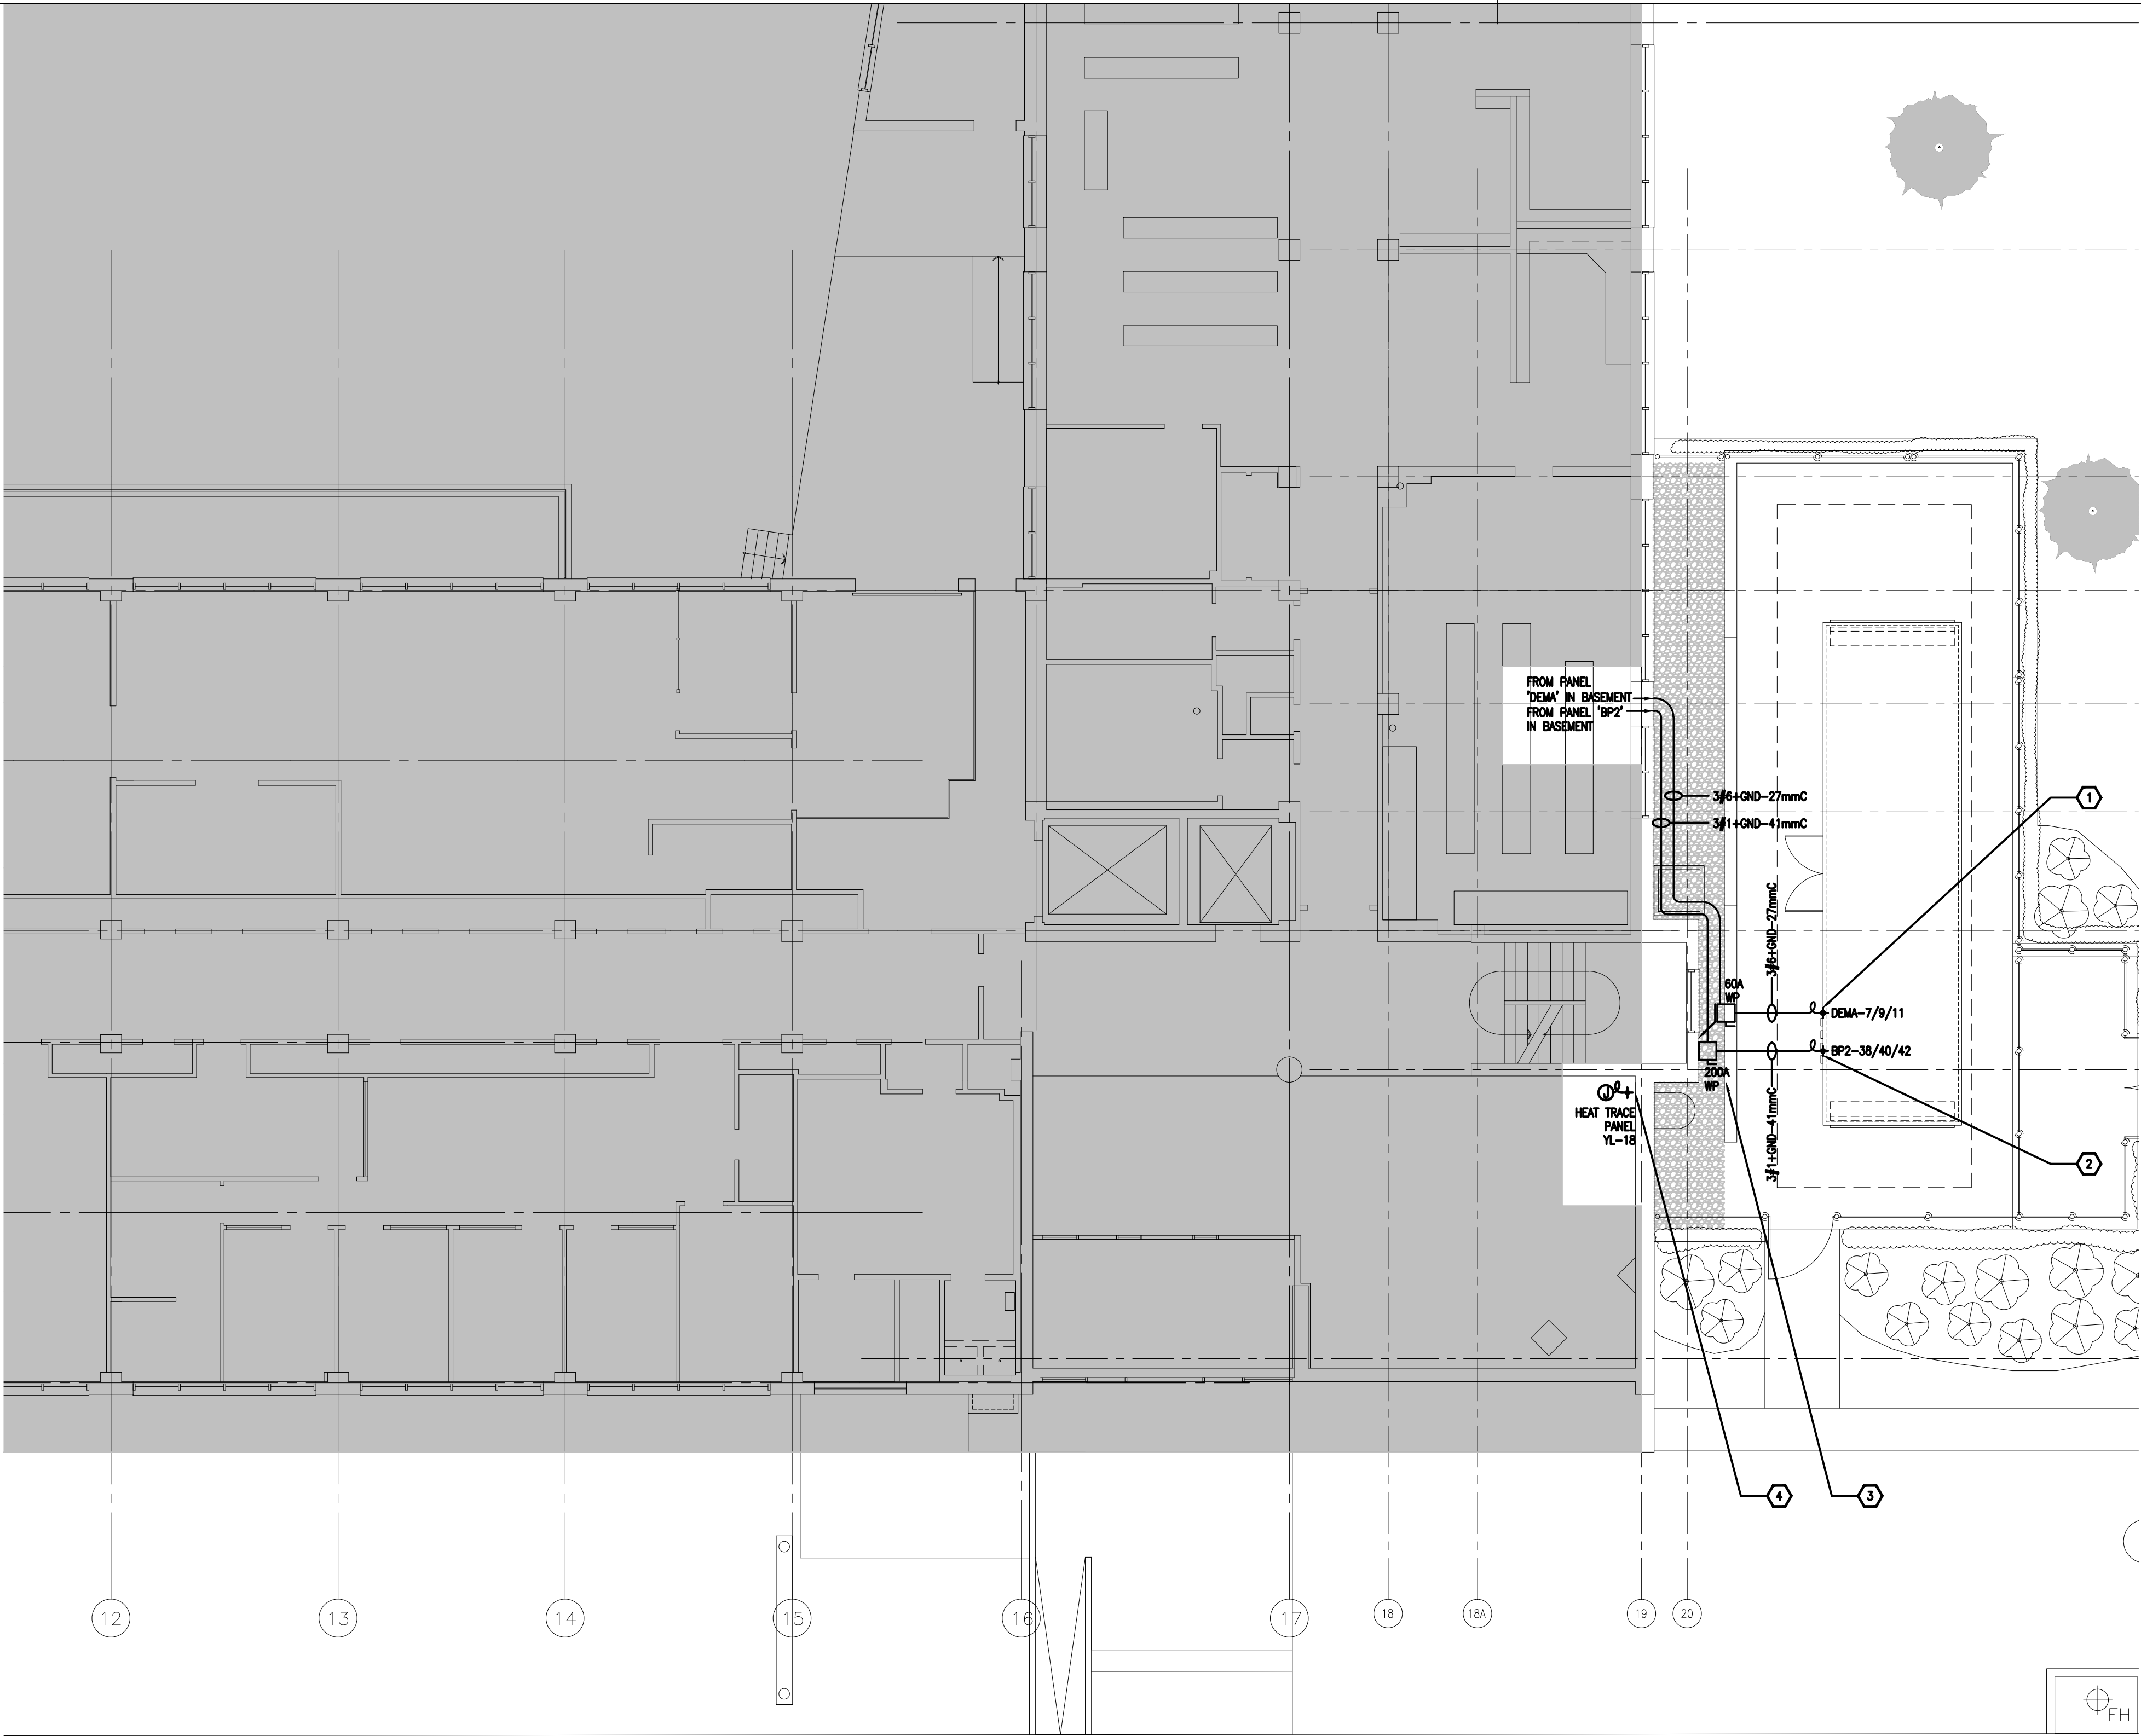 FROM PANEL
'DEMA' IN BASEMENT
FROM PANEL 'BP2'
IN BASEMENT
3#6+GND-27mmC
3#1+GND-41mmC
1
3#6+GND-27mmC
60A
WP
DEMA-7/9/11
BP2-38/40/42
200A
WP
3#1+GND-41mmC
J
HEAT TRACE
PANEL
YL-18
2
4
3
12
13
14
15
16
17
18
18A
19
20
FH